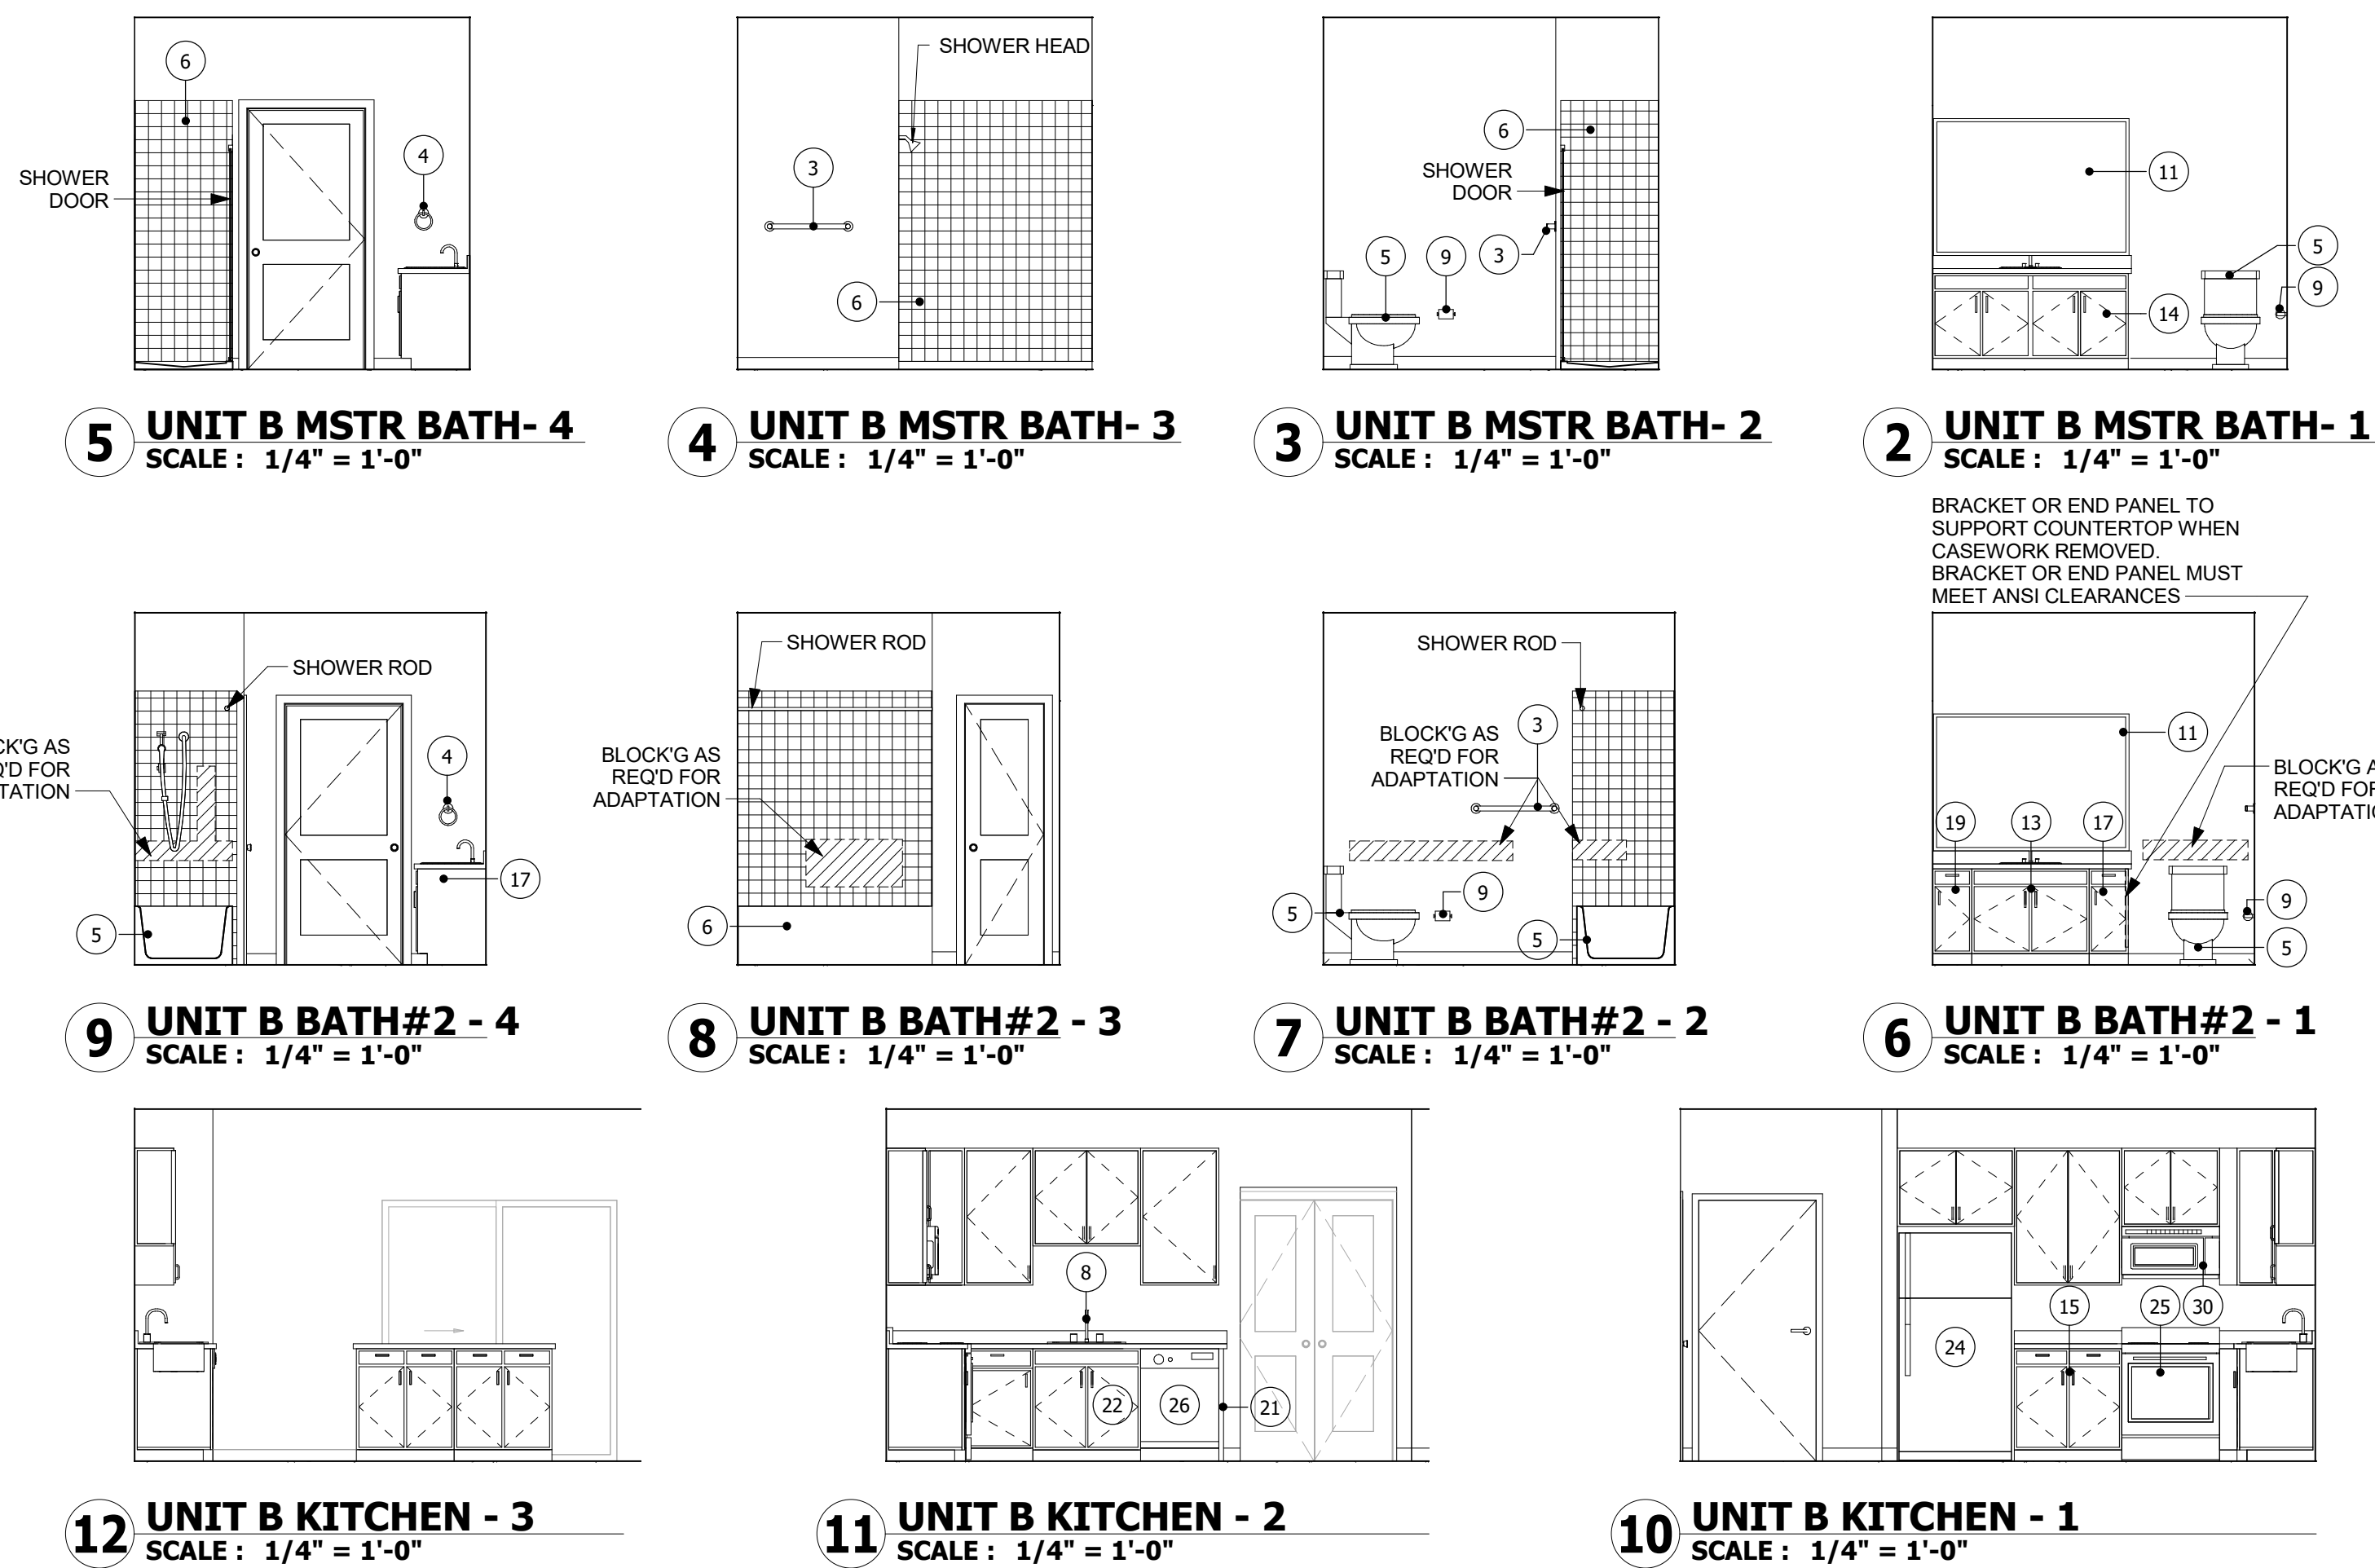 6
4
SHOWER
DOOR
5
UNIT B MSTR BATH- 4
SCALE : 1/4" = 1'-0"
SHOWER HEAD
3
6
4
UNIT B MSTR BATH- 3
SCALE : 1/4" = 1'-0"
6
SHOWER
DOOR
5
9
3
3
UNIT B MSTR BATH- 2
SCALE : 1/4" = 1'-0"
11
5
9
14
2
UNIT B MSTR BATH- 1
SCALE : 1/4" = 1'-0"
SHOWER ROD
CK'G AS
Q'D FOR
TATION
4
17
5
9
UNIT B BATH#2 - 4
SCALE : 1/4" = 1'-0"
SHOWER ROD
BLOCK'G AS
REQ'D FOR
ADAPTATION
6
8
UNIT B BATH#2 - 3
SCALE : 1/4" = 1'-0"
SHOWER ROD
BLOCK'G AS
REQ'D FOR
ADAPTATION
3
5
9
5
7
UNIT B BATH#2 - 2
SCALE : 1/4" = 1'-0"
BRACKET OR END PANEL TO
SUPPORT COUNTERTOP WHEN
CASEWORK REMOVED.
BRACKET OR END PANEL MUST
MEET ANSI CLEARANCES
11
BLOCK'G A
REQ'D FOR
ADAPTATIO
19
13
17
9
5
6
UNIT B BATH#2 - 1
SCALE : 1/4" = 1'-0"
12
UNIT B KITCHEN - 3
SCALE : 1/4" = 1'-0"
8
22
26
21
11
UNIT B KITCHEN - 2
SCALE : 1/4" = 1'-0"
15
25
30
24
10
UNIT B KITCHEN - 1
SCALE : 1/4" = 1'-0"